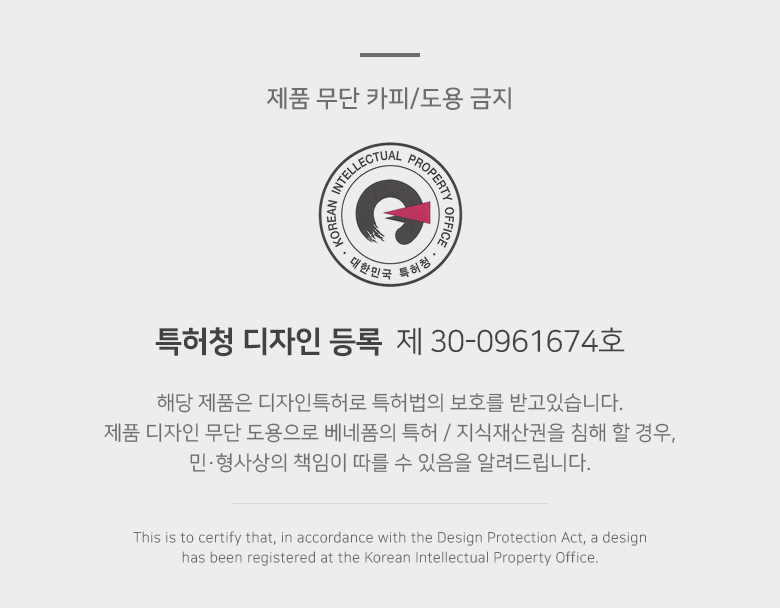 제품 무단 카피/도용 금지
KOREAN INTELLECTUAL PROPERTY OFFICE
· 대한민국 특허청 ·
특허청 디자인 등록 제 30-0961674호
해당 제품은 디자인특허로 특허법의 보호를 받고있습니다.
제품 디자인 무단 도용으로 베네폼의 특허 / 지식재산권을 침해 할 경우,
민·형사상의 책임이 따를 수 있음을 알려드립니다.
This is to certify that, in accordance with the Design Protection Act, a design
has been registered at the Korean Intellectual Property Office.